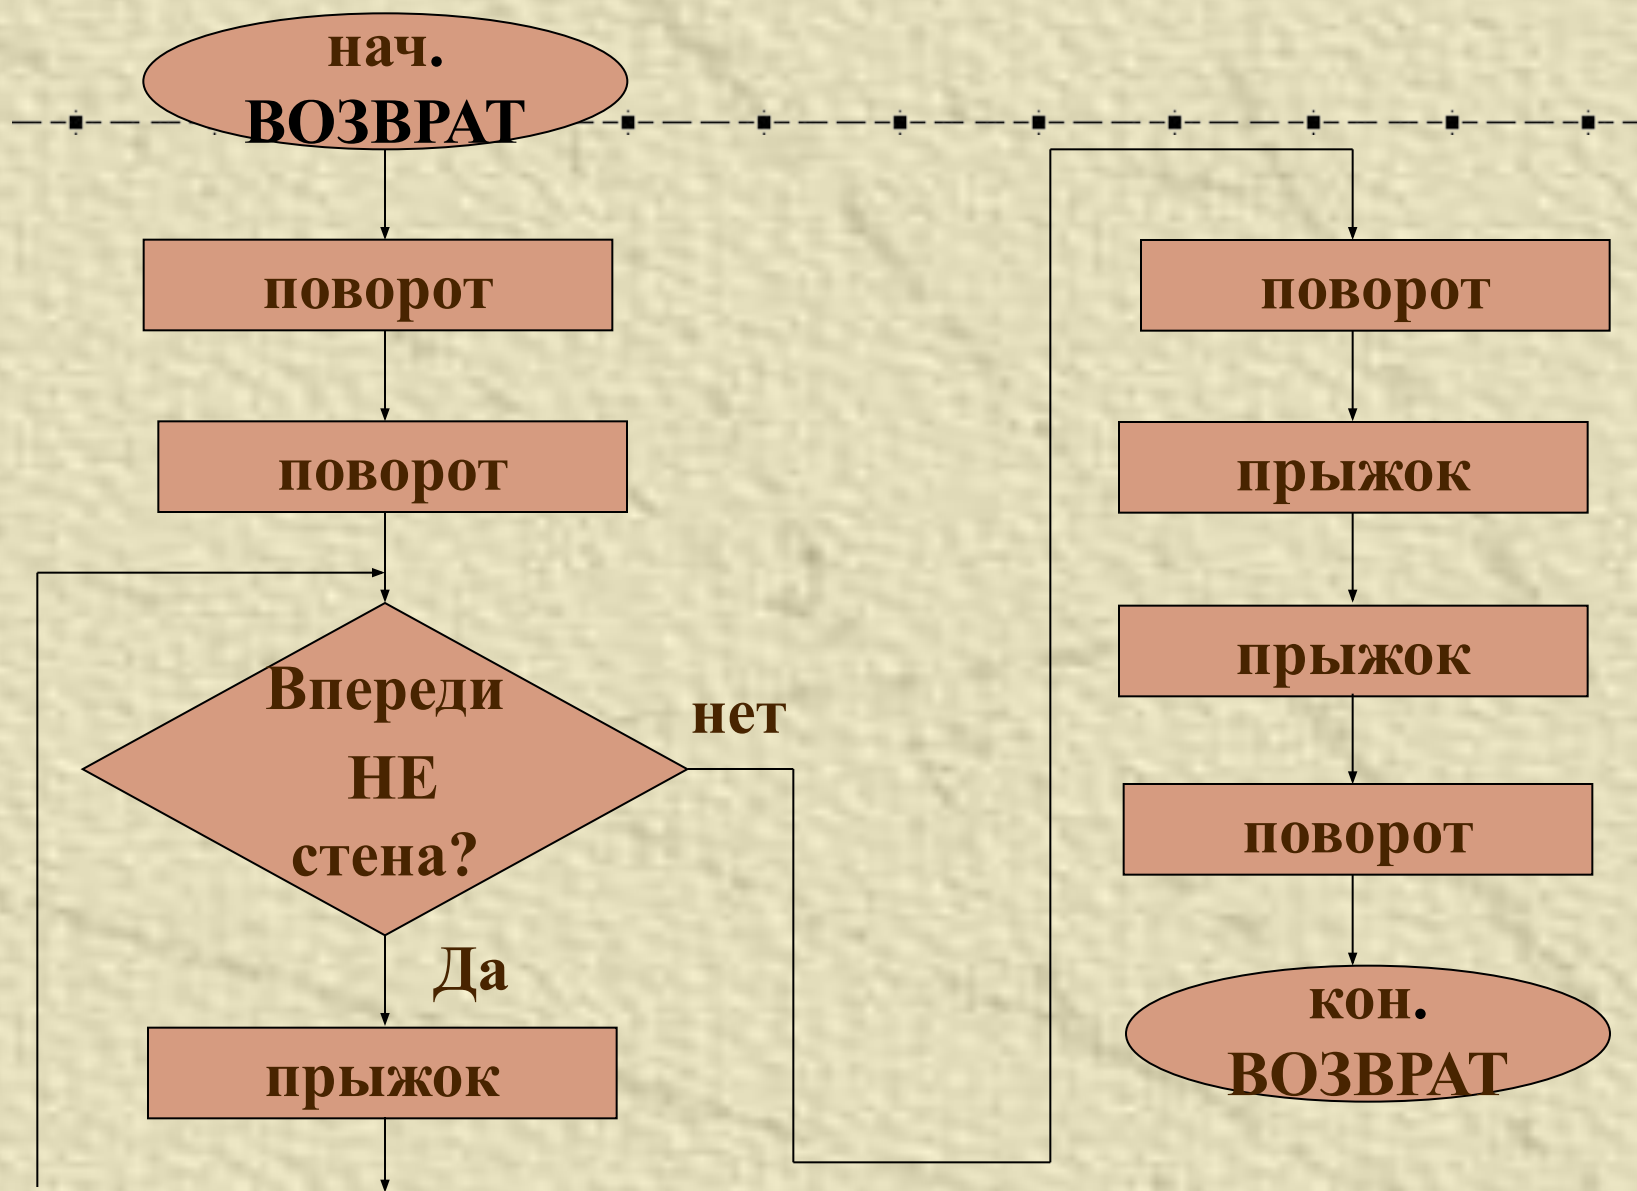 нач.
ВОЗВРАТ
поворот
поворот
Впереди
НЕ
стена?
нет
Да
прыжок
поворот
прыжок
прыжок
поворот
кон.
ВОЗВРАТ